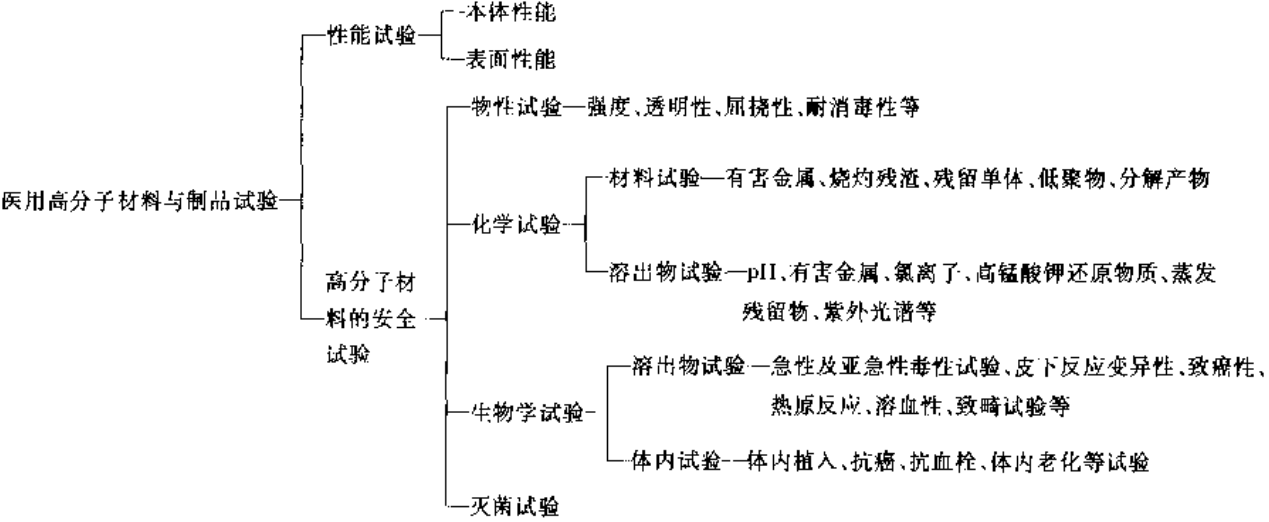 本体性能
性能试验
表面性能
物性试验—强度、透明性、屈挠性、耐消毒性等
材料试验—有害金属、烧灼残渣、残留单体、低聚物、分解产物
医用高分子材料与制品试验
化学试验
溶出物试验—pH、有害金属、氯离子、高锰酸钾还原物质、蒸发
残留物、紫外光谱等
高分子材
料的安全
试验
溶出物试验—急性及亚急性毒性试验、皮下反应变异性、致癌性、
热原反应、溶血性、致畸试验等
生物学试验
体内试验—体内植入、抗癌、抗血栓、体内老化等试验
灭菌试验